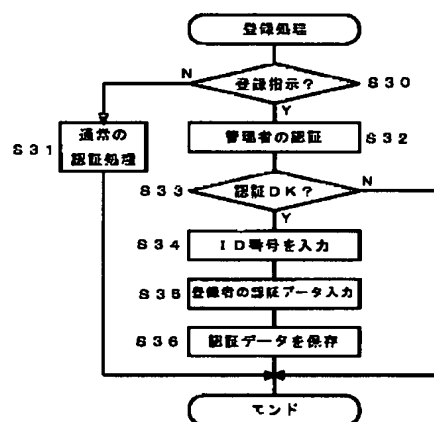 登録処理
N
登録指示?
S30
Y
通常の
認証処理
S31
管理者の認証
S32
S33
認証OK?
N
Y
S34
ID番号を入力
S35
登録者の認証データ入力
S36
認証データを保存
エンド